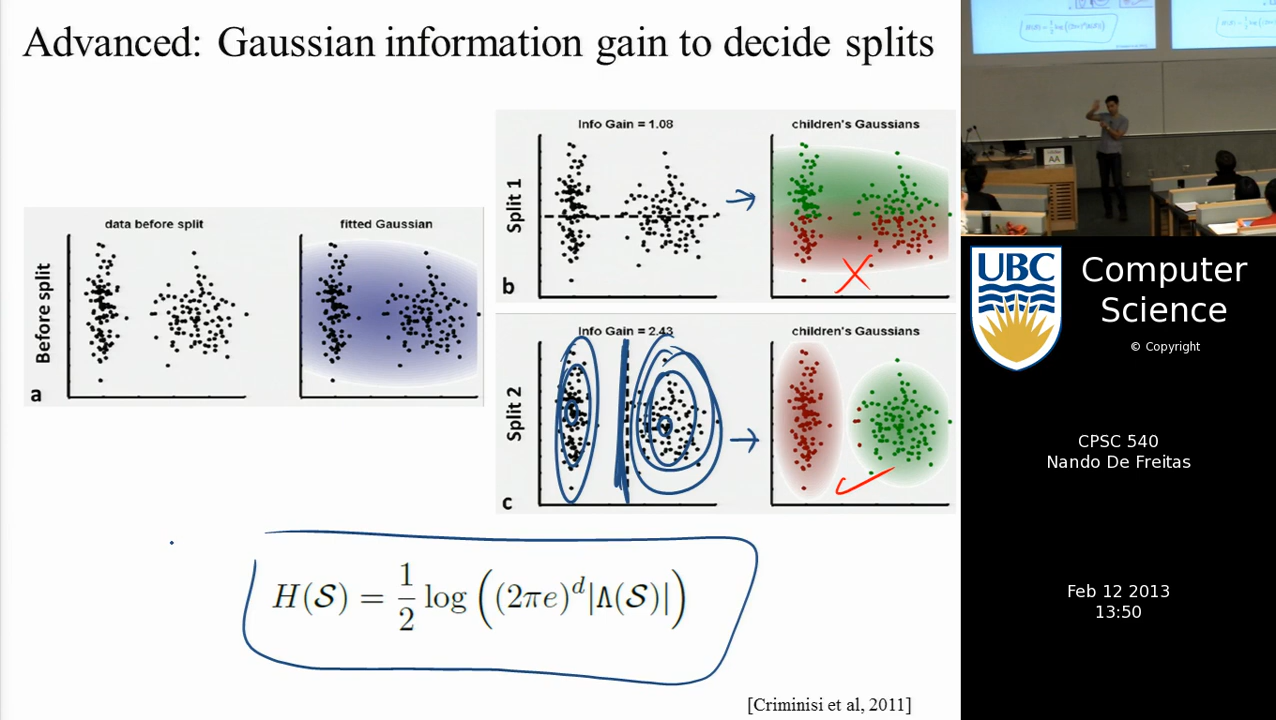 Advanced: Gaussian information gain to decide splits
Before split
a
data before split
fitted Gaussian
Split 1
b
Info Gain = 1.08
children's Gaussians
Split 2
c
Info Gain = 2.43
children's Gaussians
H(S) = 1/2 log ((2πe)^d |Λ(S)|)
[Criminisi et al, 2011]
AA
UBC
Computer
Science
© Copyright
CPSC 540
Nando De Freitas
Feb 12 2013
13:50